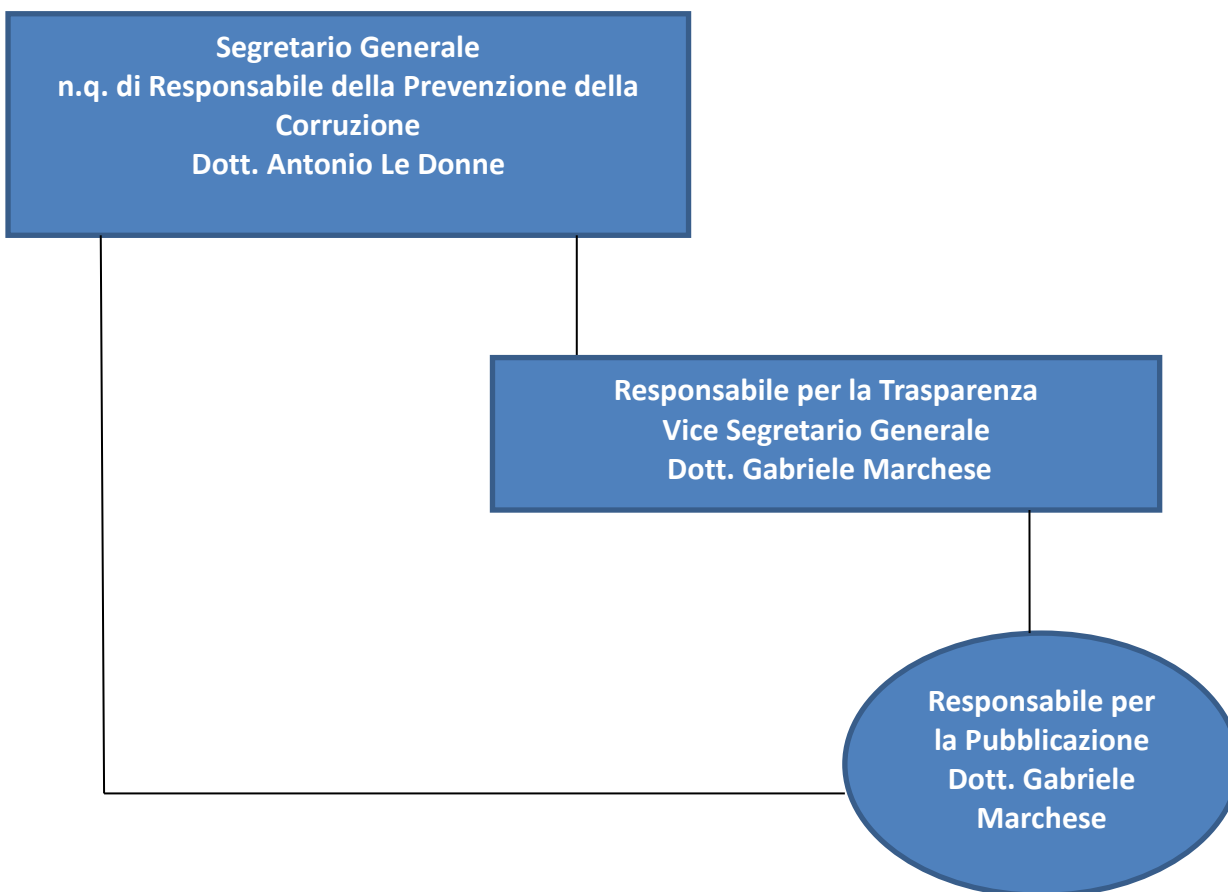 Segretario Generale
n.q. di Responsabile della Prevenzione della
Corruzione
Dott. Antonio Le Donne
Responsabile per la Trasparenza
Vice Segretario Generale
Dott. Gabriele Marchese
Responsabile per
la Pubblicazione
Dott. Gabriele
Marchese